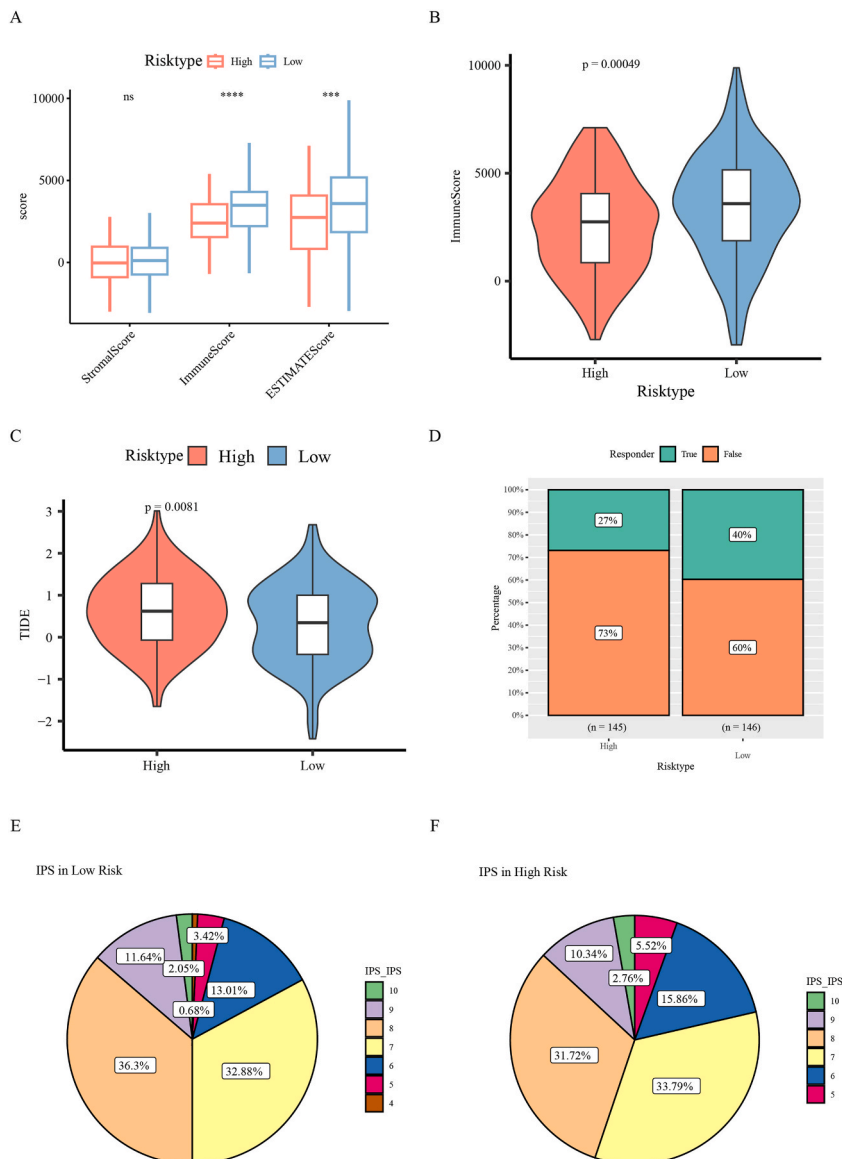 A
Risktype High Low
10000
5000
0
score
ns
****
***
StromalScore
ImmuneScore
ESTIMATEScore
B
10000
5000
0
ImmuneScore
p = 0.00049
High
Low
Risktype
C
Risktype High Low
3
2
1
0
−1
−2
TIDE
p = 0.0081
High
Low
D
Responder True False
100%
90%
80%
70%
60%
50%
40%
30%
20%
10%
0%
Percentage
27%
40%
73%
60%
(n = 145)
(n = 146)
High
Low
Risktype
E
IPS in Low Risk
3.42%
11.64%
2.05%
13.01%
0.68%
36.3%
32.88%
IPS_IPS
10
9
8
7
6
5
4
F
IPS in High Risk
5.52%
10.34%
2.76%
15.86%
31.72%
33.79%
IPS_IPS
10
9
8
7
6
5